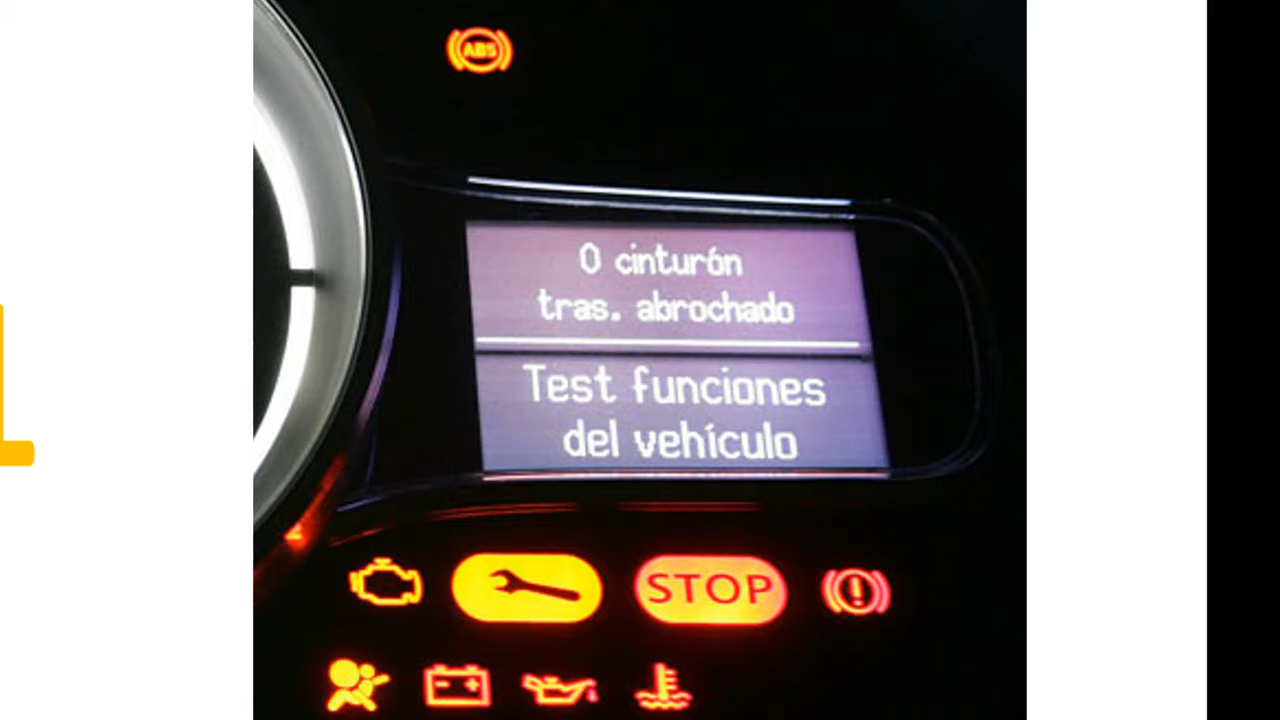 ABS
0 cinturón
tras. abrochado
Test funciones
del vehículo
STOP